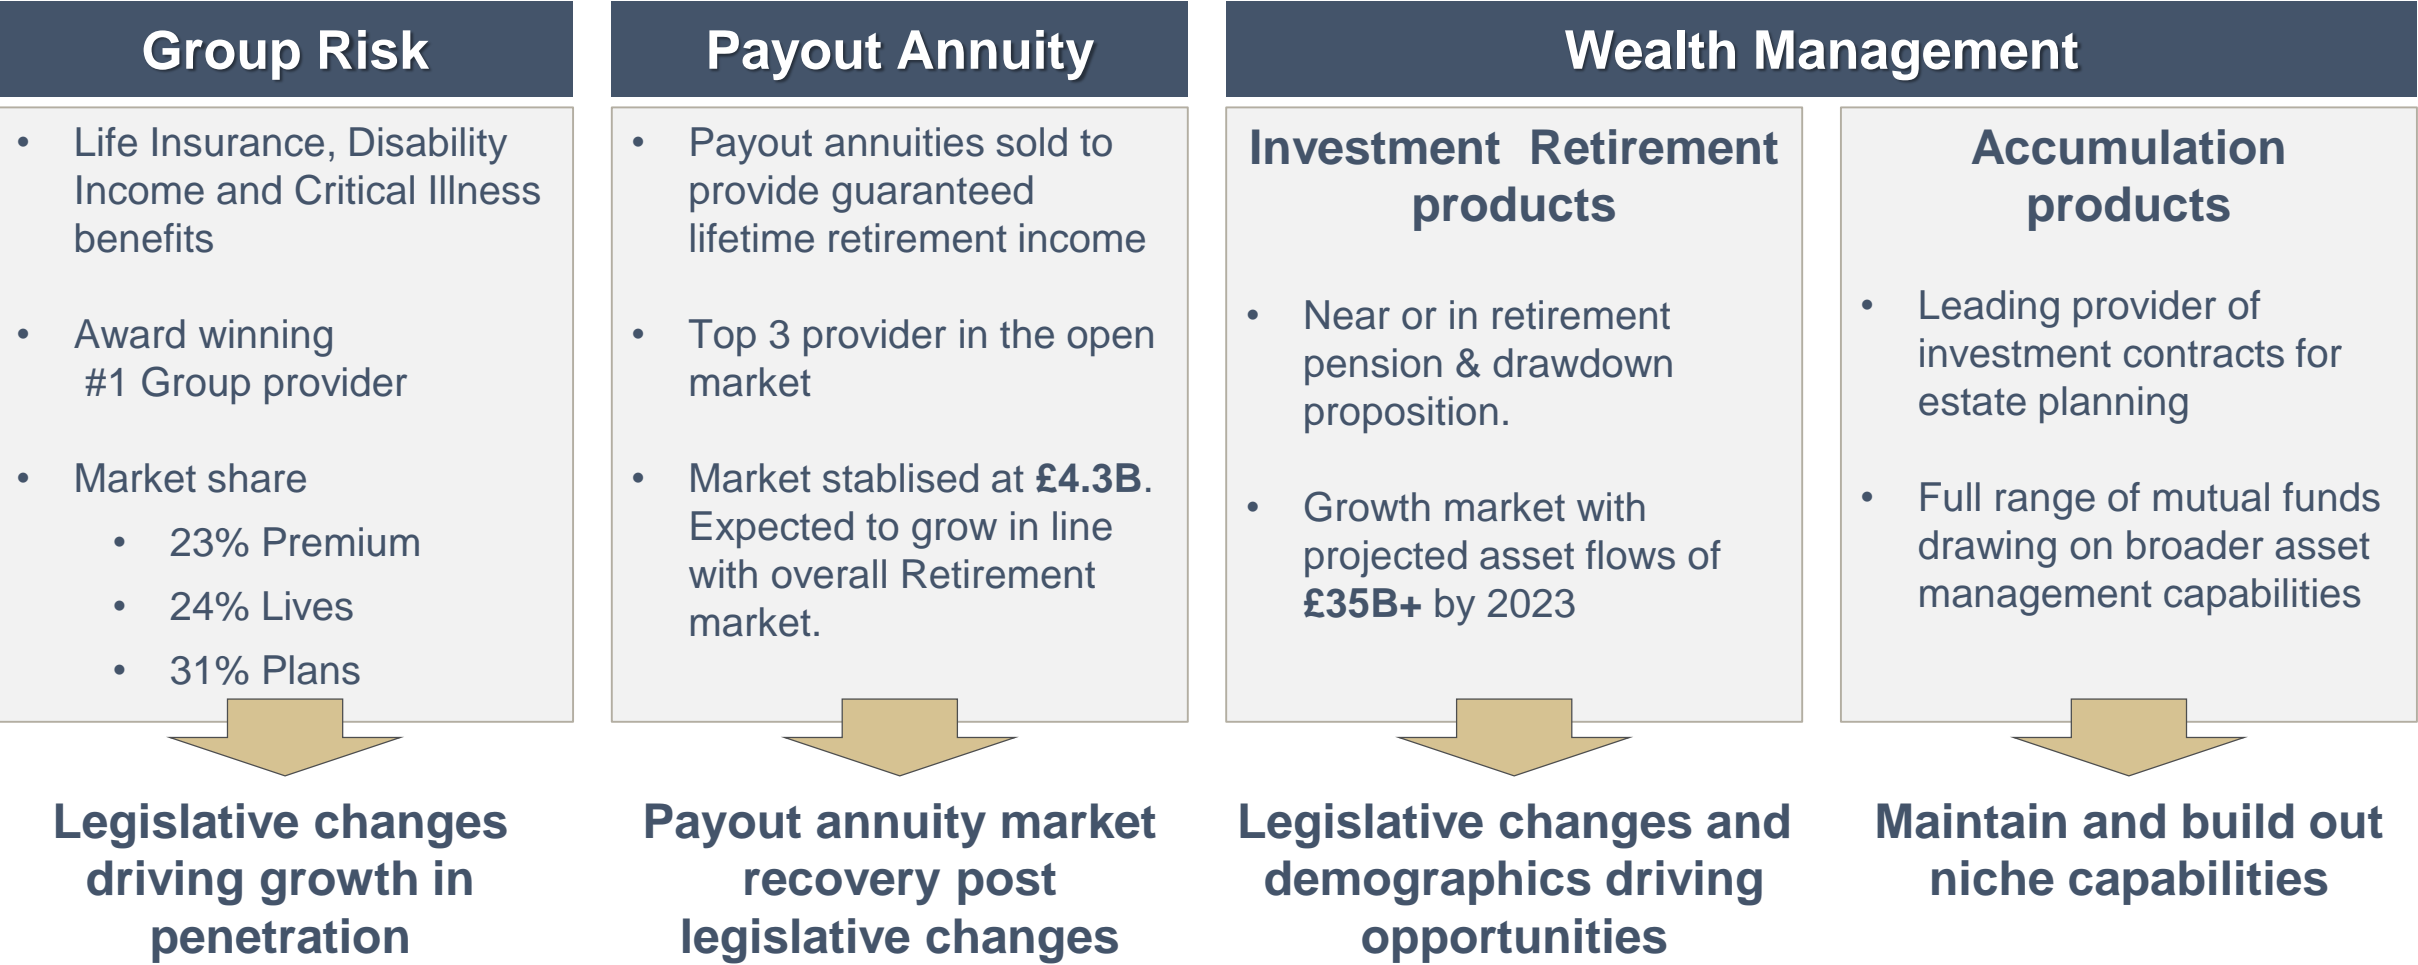 Group Risk
• Life Insurance, Disability
Income and Critical Illness
benefits
• Award winning
#1 Group provider
• Market share
• 23% Premium
• 24% Lives
• 31% Plans
Legislative changes
driving growth in
penetration
Payout Annuity
• Payout annuities sold to
provide guaranteed
lifetime retirement income
• Top 3 provider in the open
market
• Market stablised at £4.3B.
Expected to grow in line
with overall Retirement
market.
Payout annuity market
recovery post
legislative changes
Wealth Management
Investment Retirement
products
• Near or in retirement
pension & drawdown
proposition.
• Growth market with
projected asset flows of
£35B+ by 2023
Legislative changes and
demographics driving
opportunities
Accumulation
products
• Leading provider of
investment contracts for
estate planning
• Full range of mutual funds
drawing on broader asset
management capabilities
Maintain and build out
niche capabilities